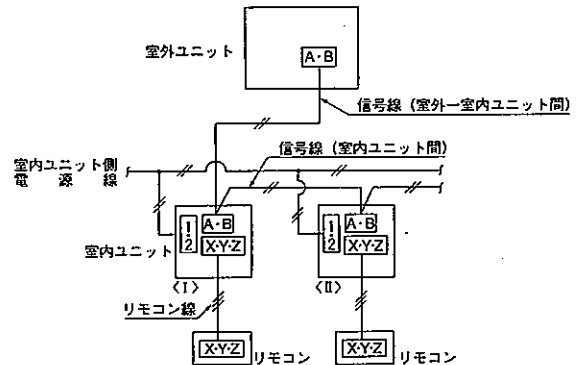 室外ユニット
A・B
信号線（室外ー室内ユニット間）
信号線（室内ユニット間）
室内ユニット側
電源線
1・2
A・B
X・Y・Z
室内ユニット
〈Ⅰ〉
1・2
A・B
X・Y・Z
〈Ⅱ〉
リモコン線
X・Y・Z
リモコン
X・Y・Z
リモコン